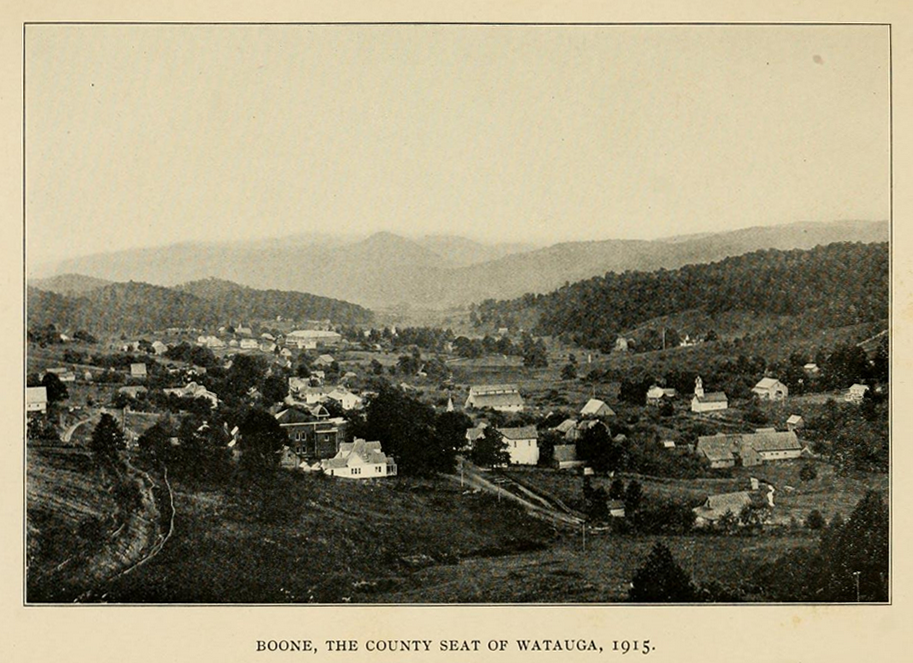 BOONE, THE COUNTY SEAT OF WATAUGA, 1915.